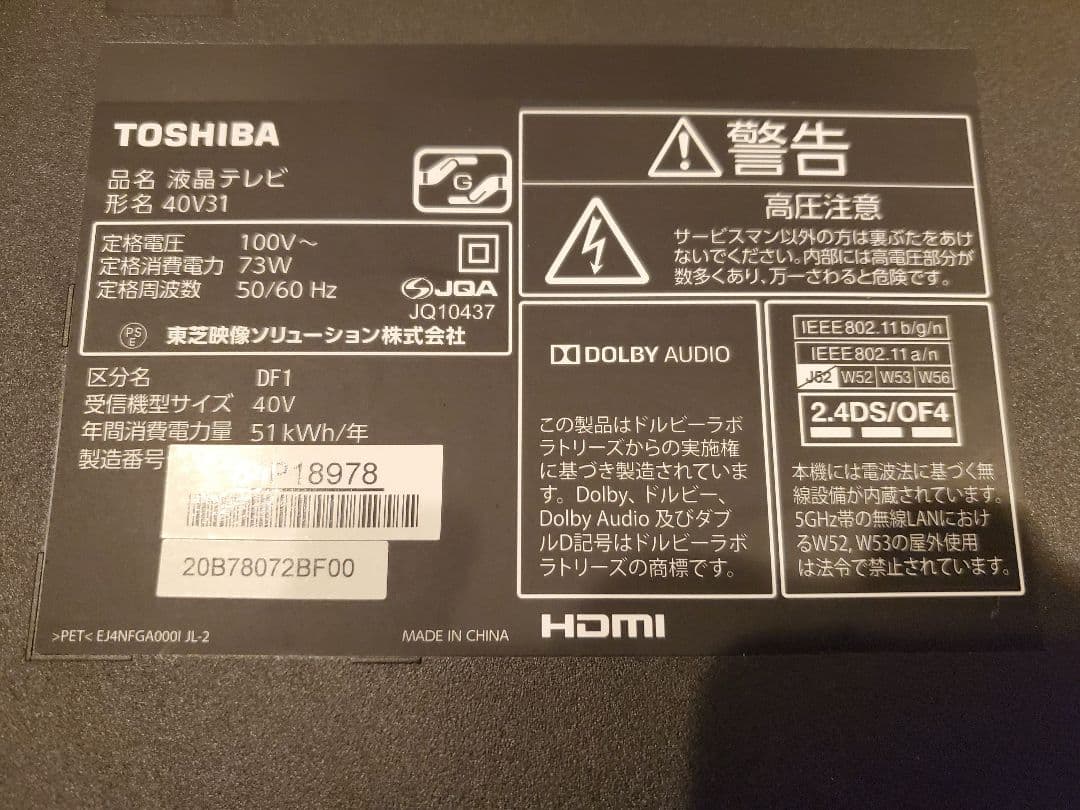 TOSHIBA
品名 液晶テレビ
形名 40V31
G
定格電圧 100V～
定格消費電力 73W
定格周波数 50/60 Hz
JQA
JQ10437
PS
E
東芝映像ソリューション株式会社
区分名 DF1
受信機型サイズ 40V
年間消費電力量 51kWh/年
製造番号
P18978
20B78072BF00
>PET< EJ4NFGA000I JL-2
MADE IN CHINA
警告
高圧注意
サービスマン以外の方は裏ぶたをあけ
ないでください。内部には高電圧部分が
数多くあり、万一さわると危険です。
DOLBY AUDIO
この製品はドルビーラボ
ラトリーズからの実施権
に基づき製造されていま
す。Dolby、ドルビー、
Dolby Audio 及びダブ
ルD記号はドルビーラボ
ラトリーズの商標です。
HDMI
IEEE802.11b/g/n
IEEE802.11a/n
J52 W52 W53 W56
2.4DS/OF4
本機には電波法に基づく無
線設備が内蔵されています。
5GHz帯の無線LANにおけ
るW52, W53の屋外使用
は法令で禁止されています。